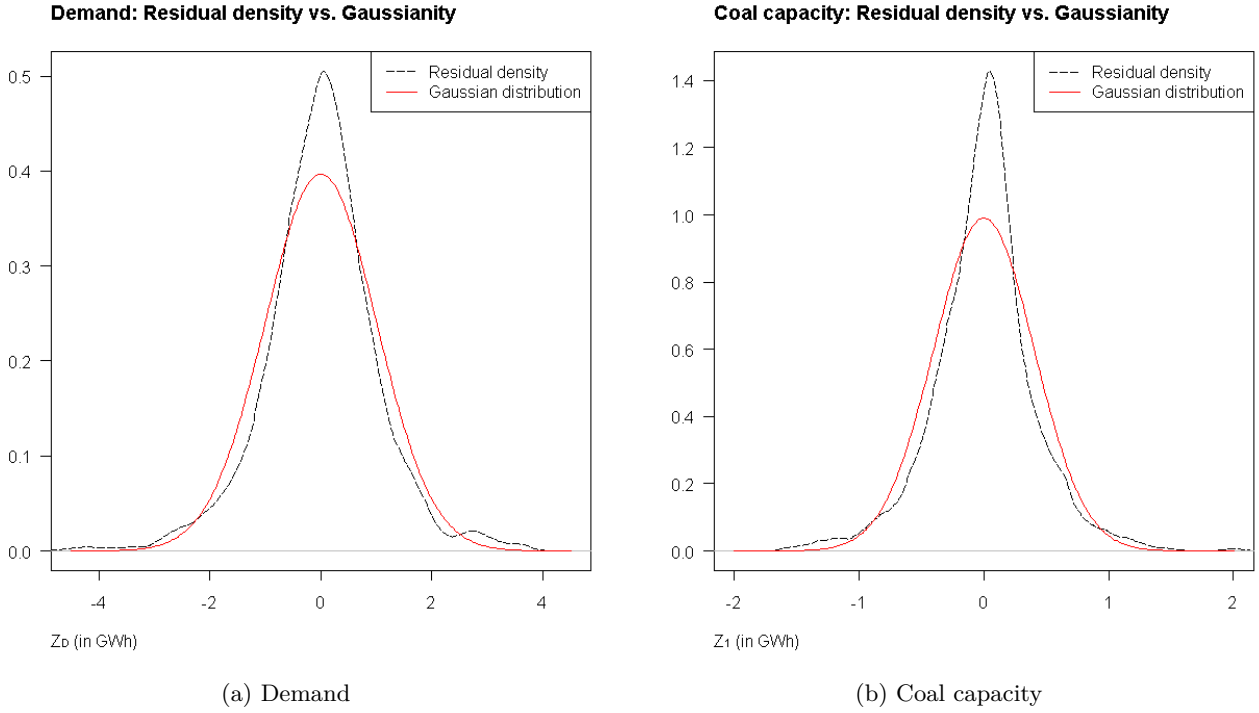 Demand: Residual density vs. Gaussianity
Residual density
Gaussian distribution
0.5
0.4
0.3
0.2
0.1
0.0
-4 -2 0 2 4
ZD (in GWh)
(a) Demand
Coal capacity: Residual density vs. Gaussianity
Residual density
Gaussian distribution
1.4
1.2
1.0
0.8
0.6
0.4
0.2
0.0
-2 -1 0 1 2
Z1 (in GWh)
(b) Coal capacity